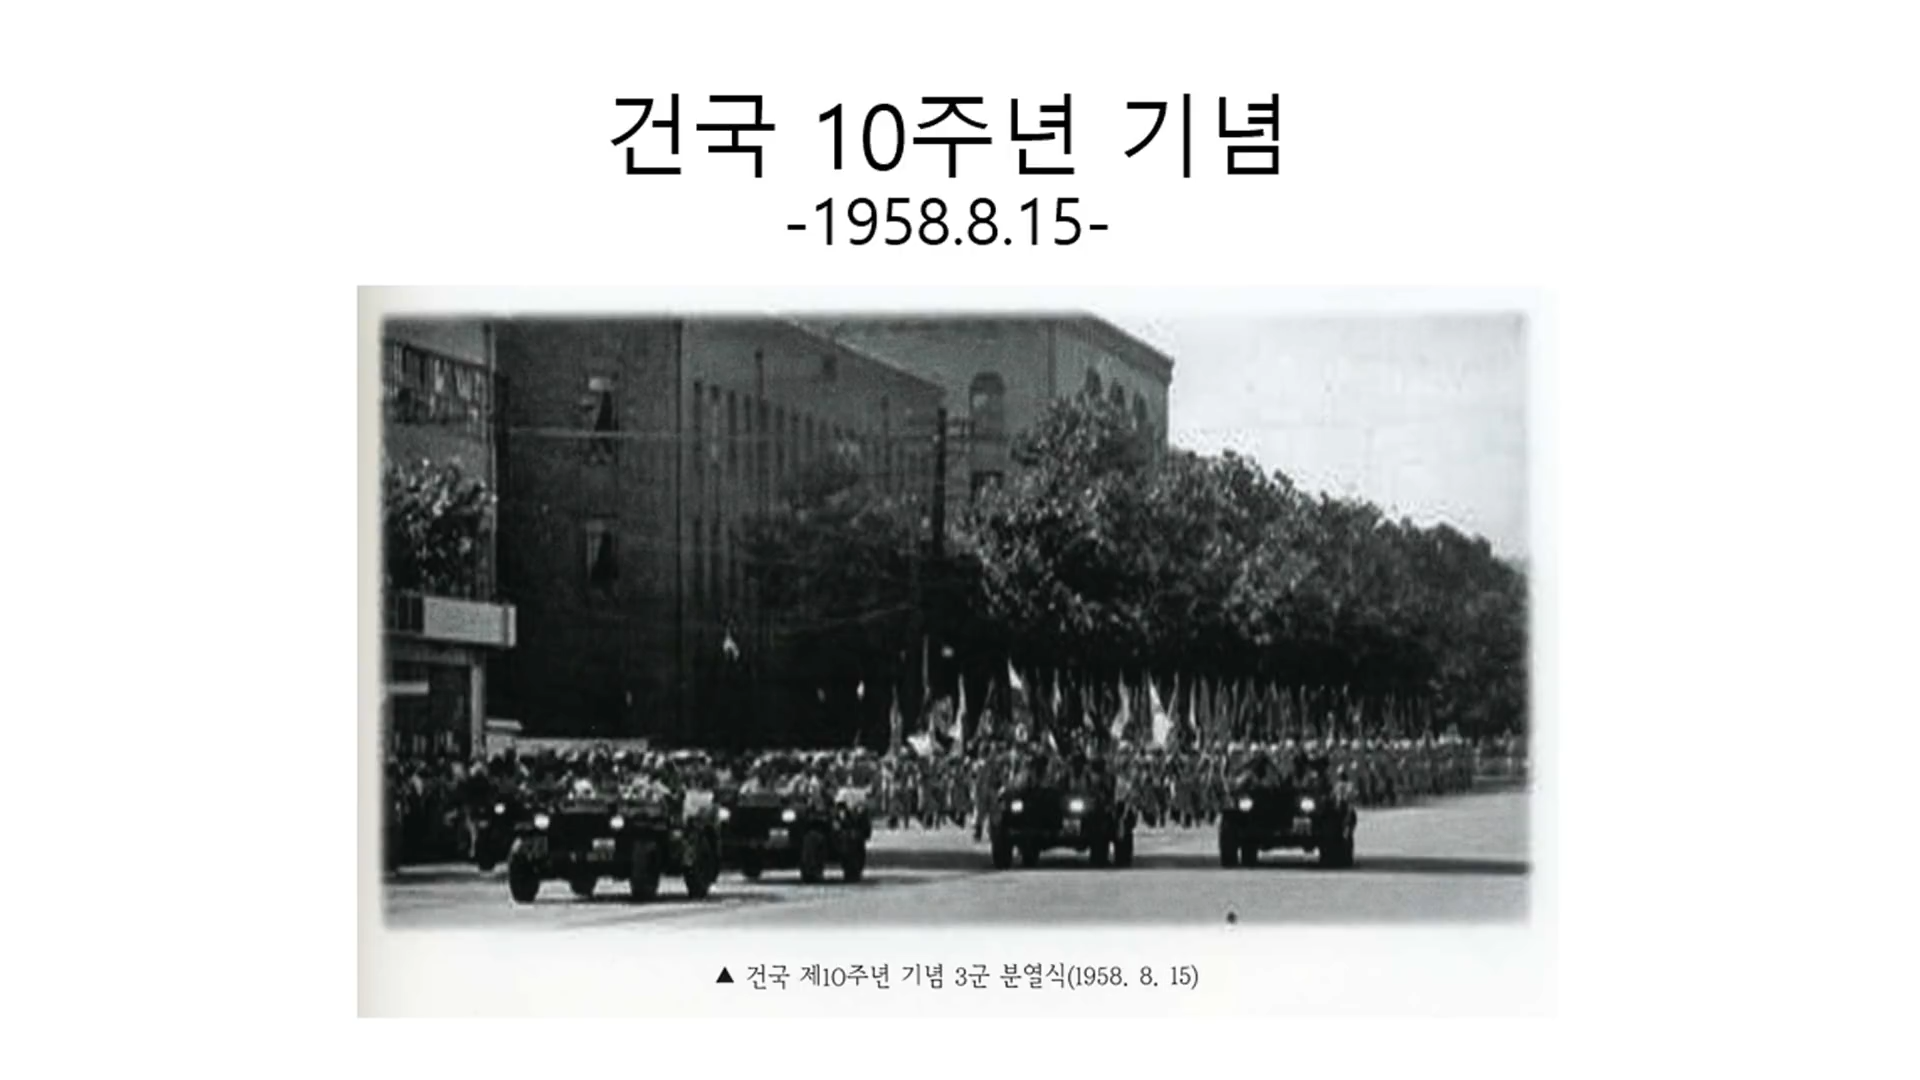 건국 10주년 기념
-1958.8.15-
▲ 건국 제10주년 기념 3군 분열식(1958. 8. 15)